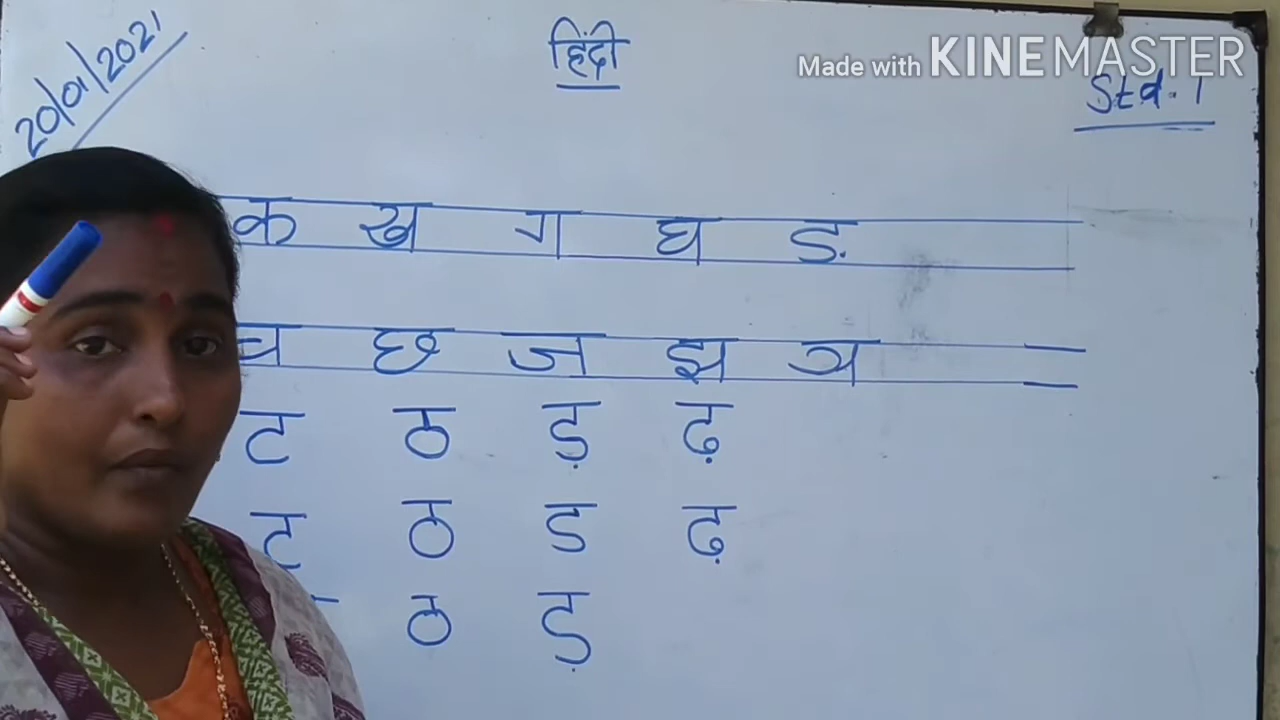 20/01/2021
हिंदी
Made with KINEMASTER
Std. 1
क ख ग घ ङ
च छ ज झ ञ
ट ठ ड़ ढ़
ट ठ ड ढ़
ठ ड़